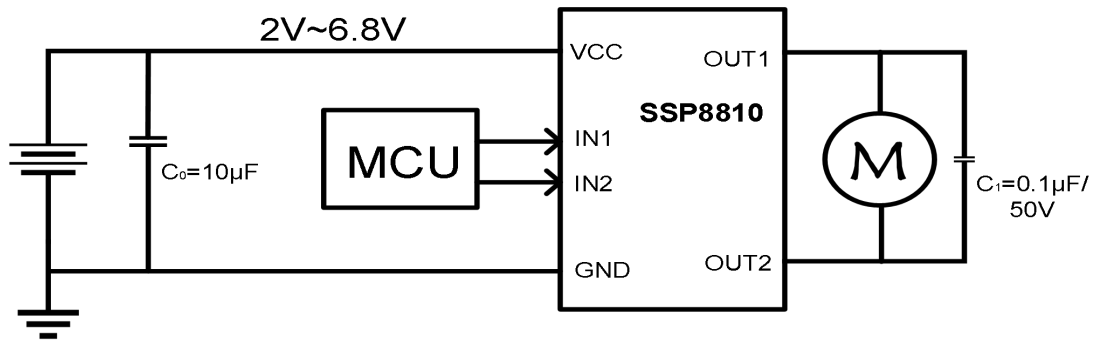 2V~6.8V
VCC
OUT1
SSP8810
IN1
MCU
IN2
C₀=10µF
M
C₁=0.1µF/
50V
GND
OUT2